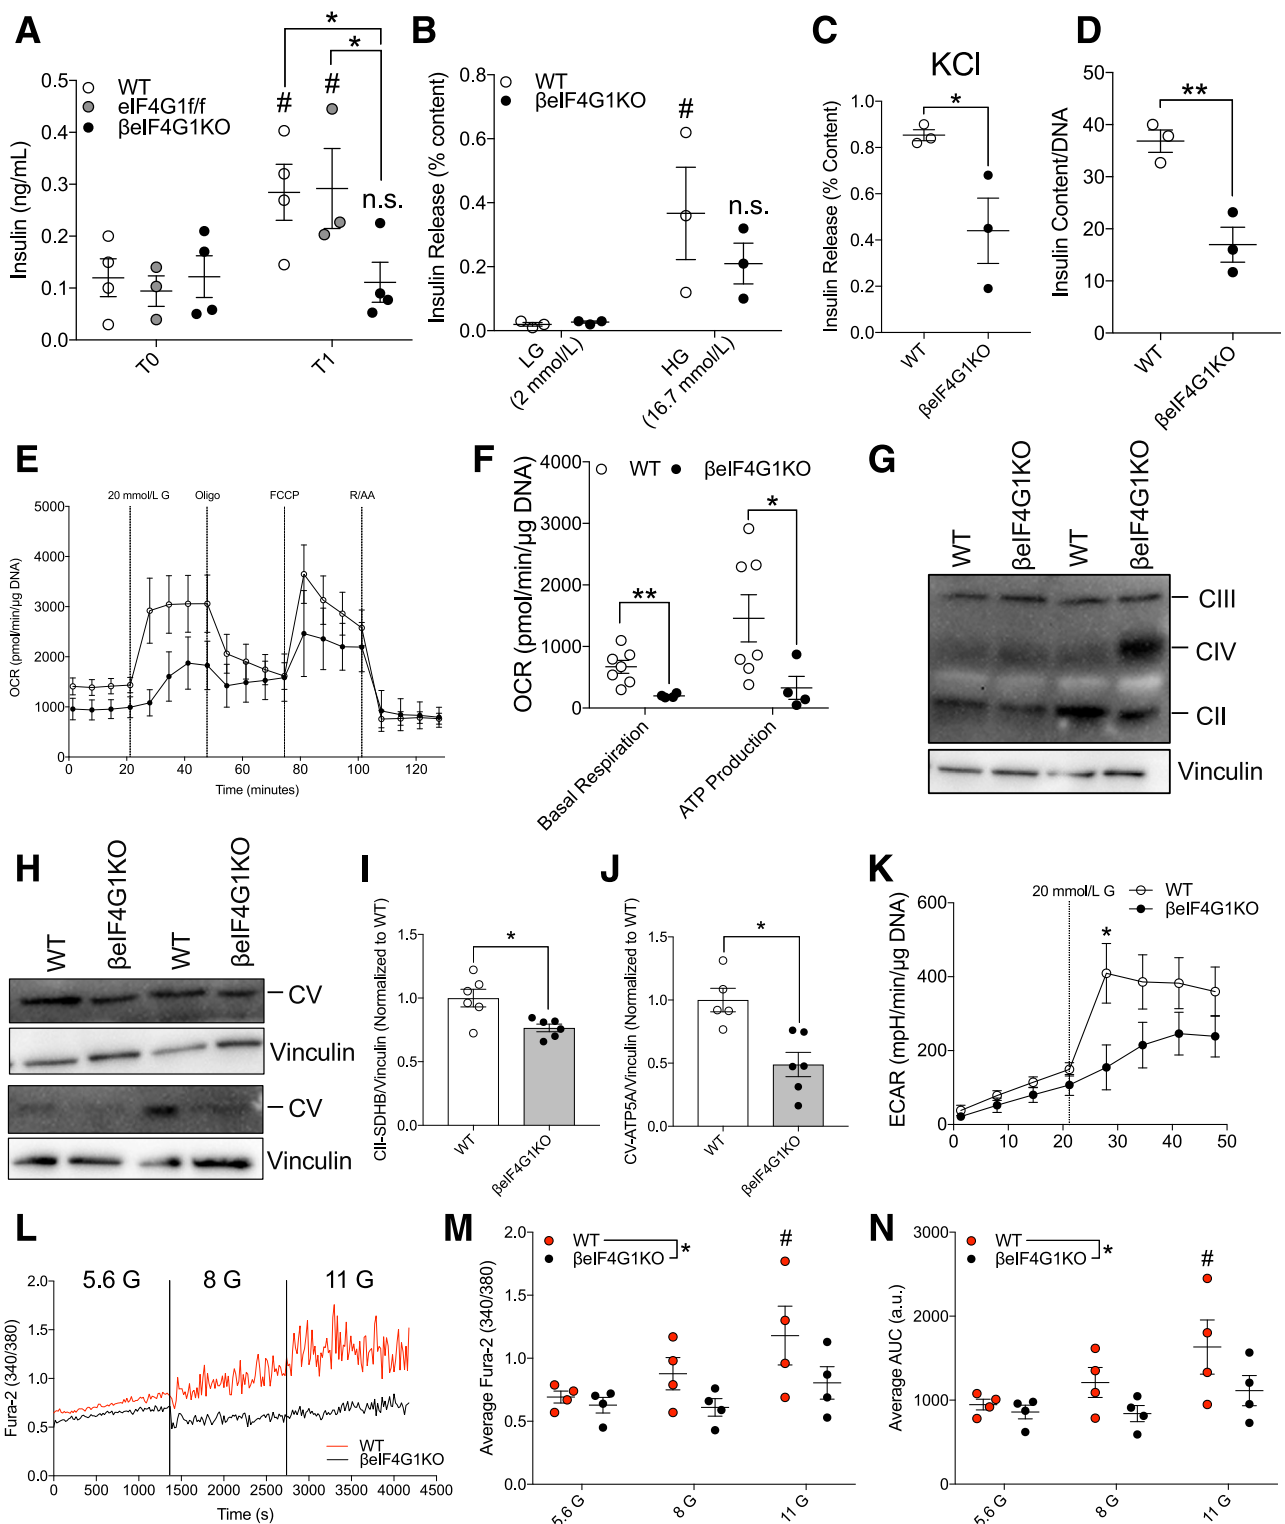 A
Insulin (ng/mL)
0.5
0.4
0.3
0.2
0.1
0.0
WT
eIF4G1f/f
βeIF4G1KO
*
*
#
#
n.s.
T0
T1
B
Insulin Release (% content)
0.8
0.6
0.4
0.2
0.0
WT
βeIF4G1KO
#
n.s.
LG
(2 mmol/L)
HG
(16.7 mmol/L)
C
KCl
Insulin Release (% Content)
1.0
0.8
0.6
0.4
0.2
0.0
*
WT
βeIF4G1KO
D
Insulin Content/DNA
50
40
30
20
10
0
**
WT
βeIF4G1KO
E
20 mmol/L G
Oligo
FCCP
R/AA
OCR (pmol/min/µg DNA)
5000
4000
3000
2000
1000
0
0
20
40
60
80
100
120
Time (minutes)
F
OCR (pmol/min/µg DNA)
4000
3000
2000
1000
0
WT
βeIF4G1KO
**
*
Basal Respiration
ATP Production
G
WT
βeIF4G1KO
WT
βeIF4G1KO
CIII
CIV
CII
Vinculin
H
WT
βeIF4G1KO
WT
βeIF4G1KO
CV
Vinculin
CV
Vinculin
I
CII-SDHB/Vinculin (Normalized to WT)
1.5
1.0
0.5
0.0
*
WT
βeIF4G1KO
J
CV-ATP5A/Vinculin (Normalized to WT)
1.5
1.0
0.5
0.0
*
WT
βeIF4G1KO
K
20 mmol/L G
WT
βeIF4G1KO
ECAR (mpH/min/µg DNA)
600
400
200
0
*
0
10
20
30
40
50
L
5.6 G
8 G
11 G
Fura-2 (340/380)
2.0
1.5
1.0
0.5
0.0
WT
βeIF4G1KO
0
500
1000
1500
2000
2500
3000
3500
4000
4500
Time (s)
M
Average Fura-2 (340/380)
2.0
1.5
1.0
0.5
0.0
WT
βeIF4G1KO
*
#
5.6 G
8 G
11 G
N
Average AUC (a.u.)
3000
2000
1000
0
WT
βeIF4G1KO
*
#
5.6 G
8 G
11 G